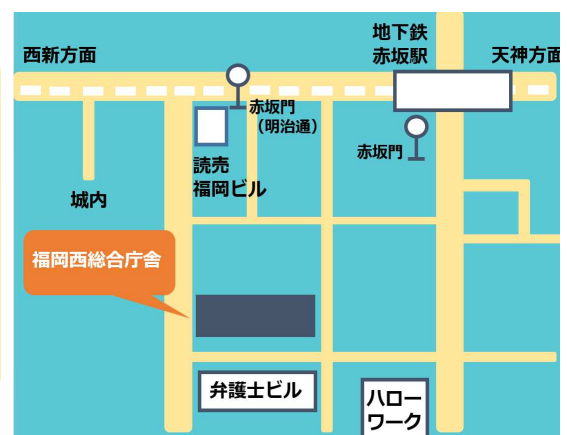 西新方面
地下鉄
赤坂駅
天神方面
赤坂門
（明治通）
赤坂門
読売
福岡ビル
城内
福岡西総合庁舎
弁護士ビル
ハロー
ワーク